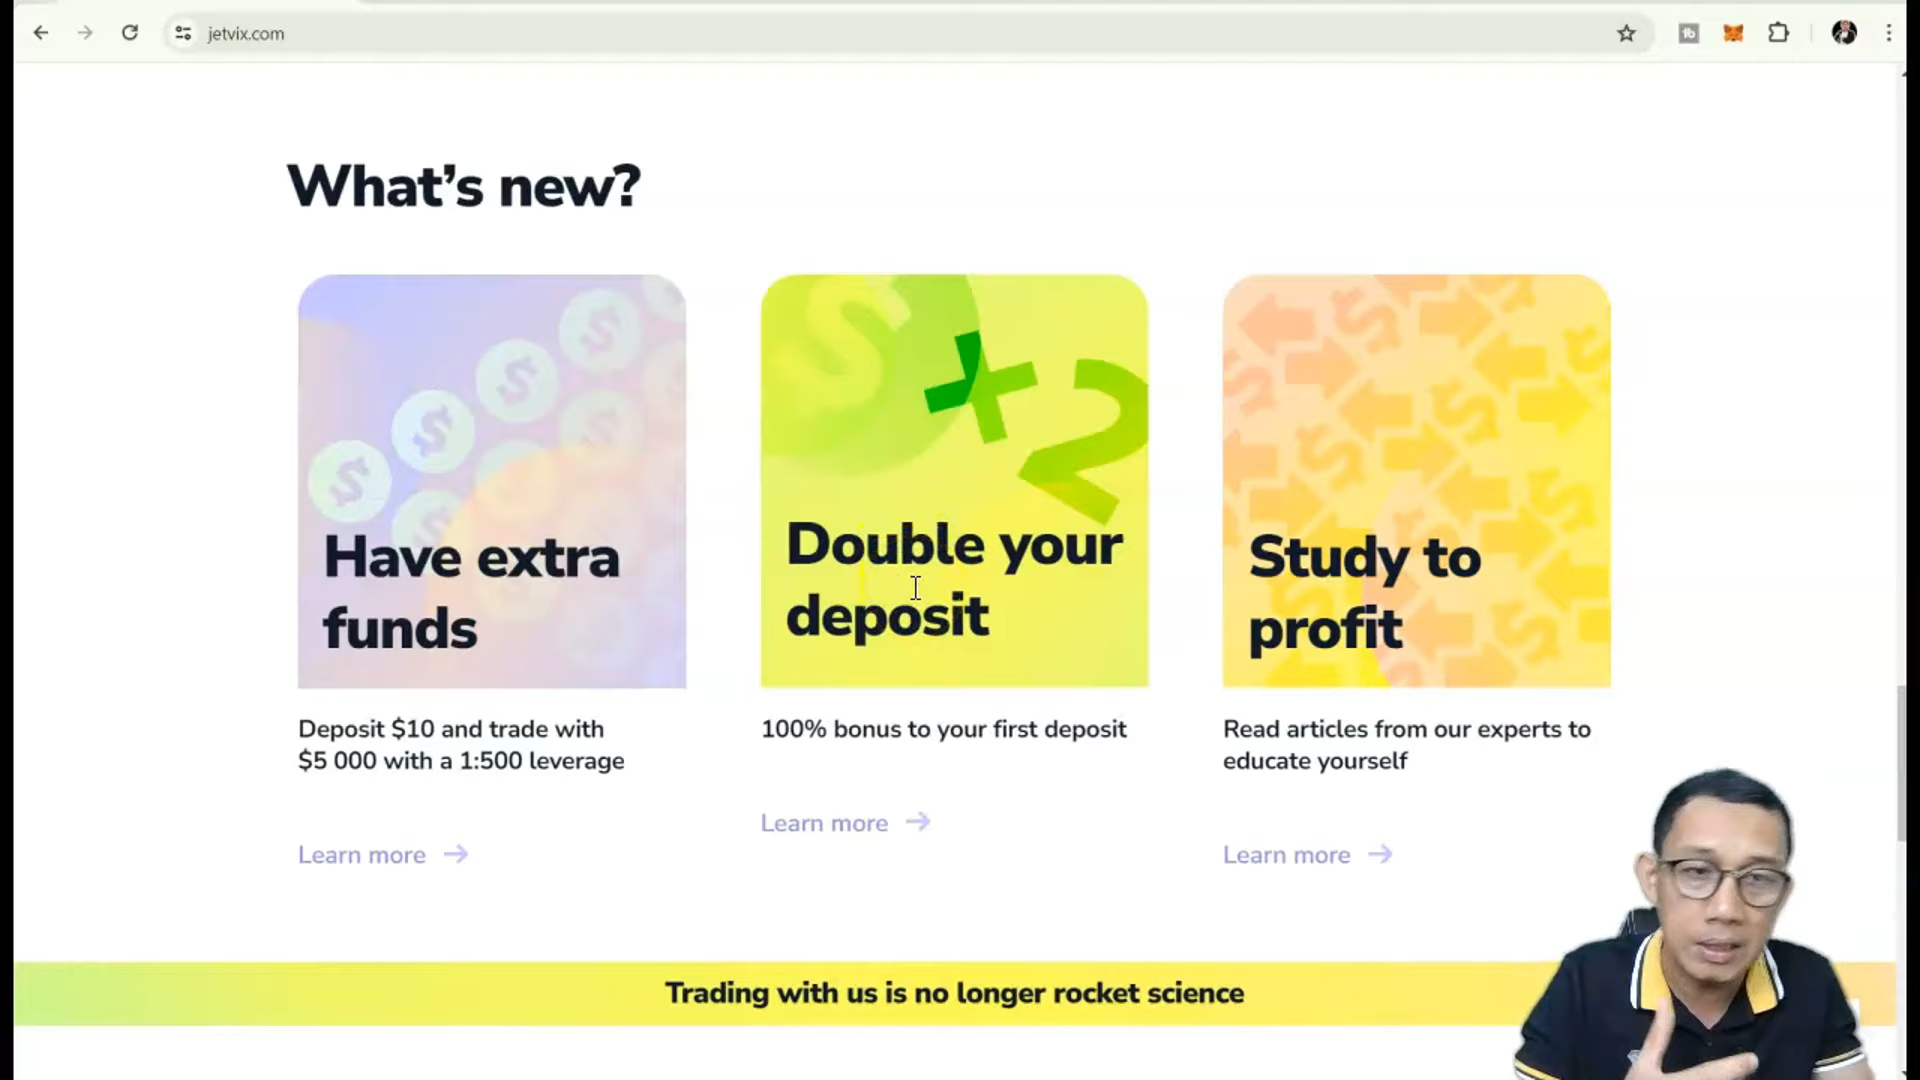 jetvix.com
What's new?
Have extra
funds
Double your
deposit
Study to
profit
Deposit $10 and trade with
$5 000 with a 1:500 leverage
100% bonus to your first deposit
Read articles from our experts to
educate yourself
Learn more
Learn more
Learn more
Trading with us is no longer rocket science